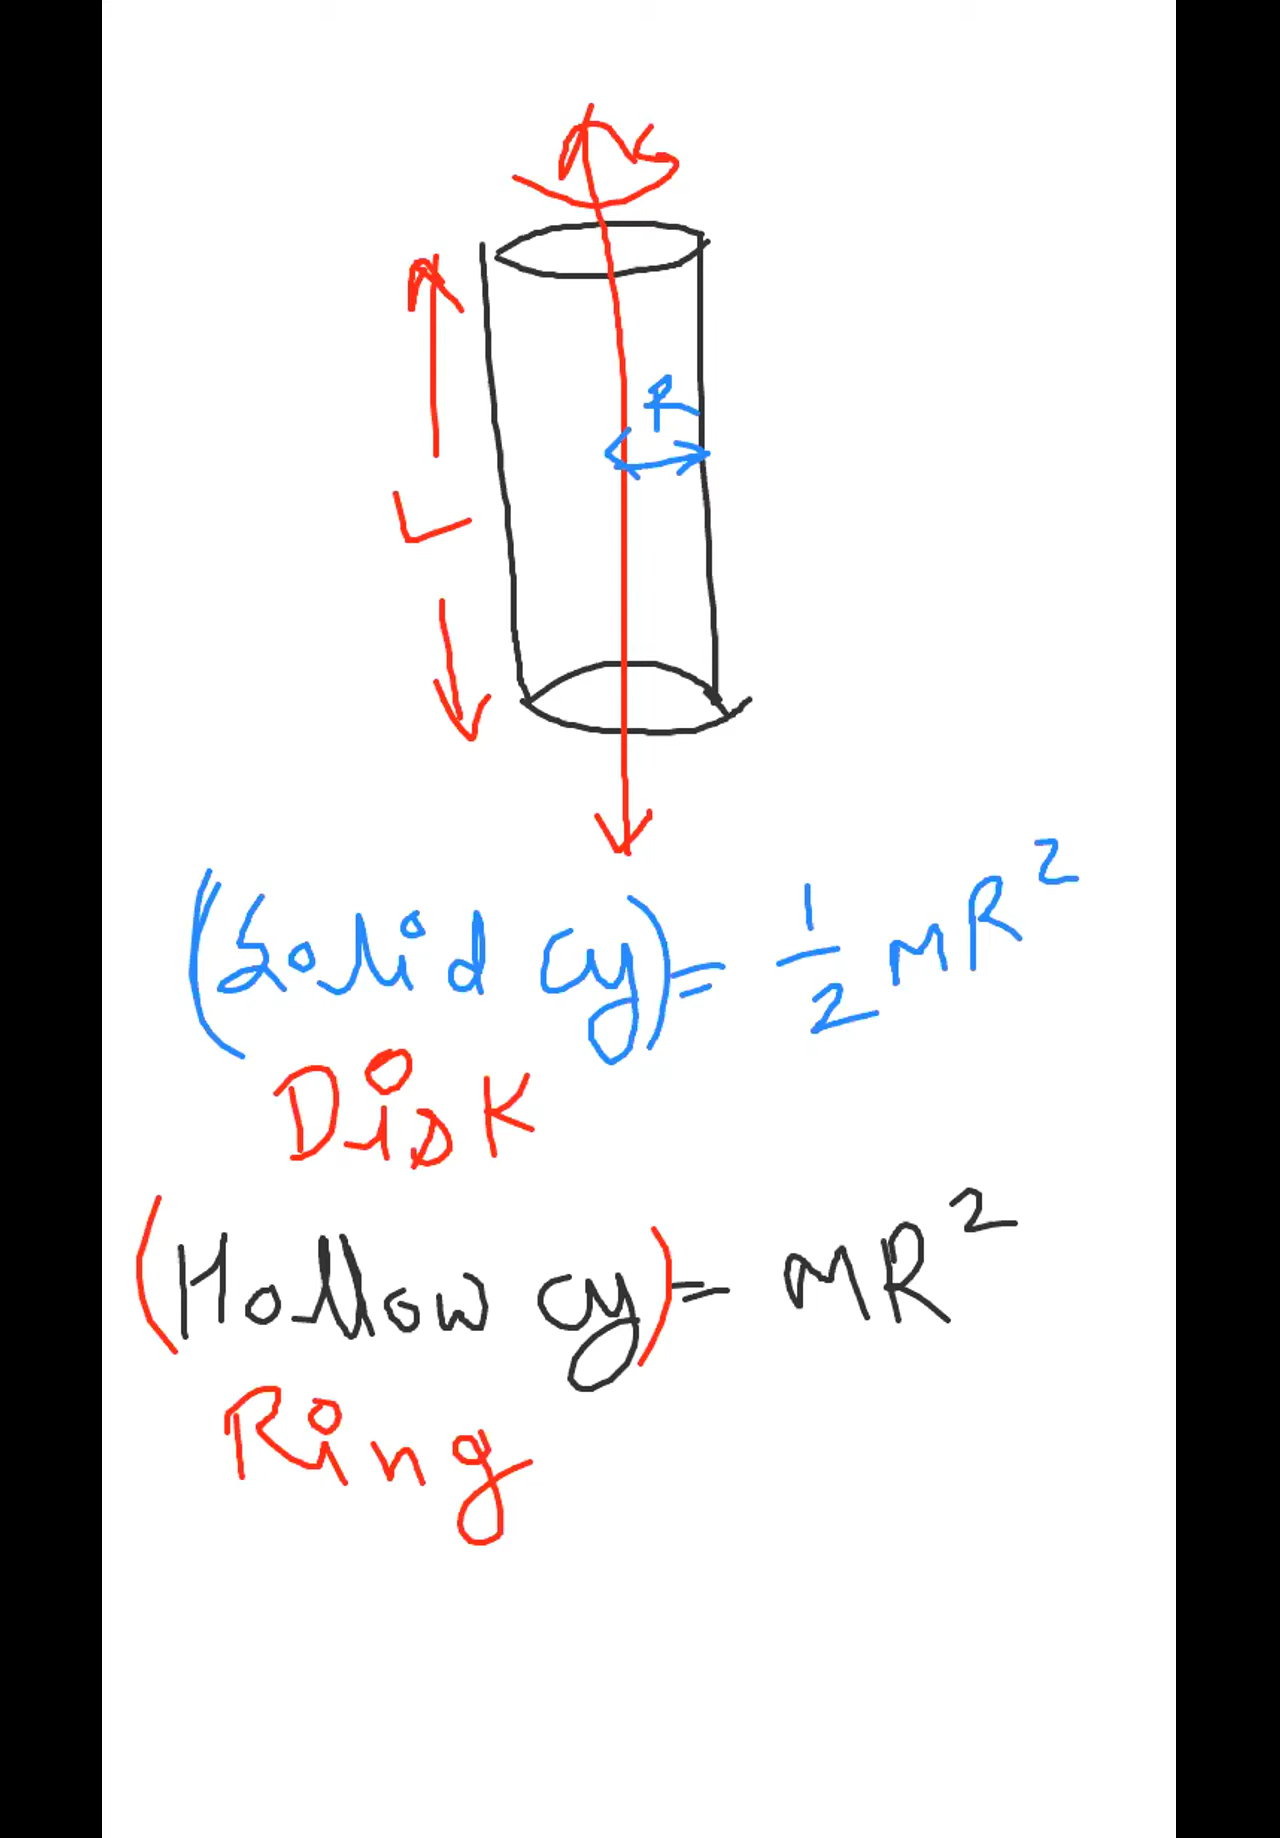 R
L
(Solid Cy) = 1/2 MR²
Disk
(Hollow Cy) = MR²
Ring